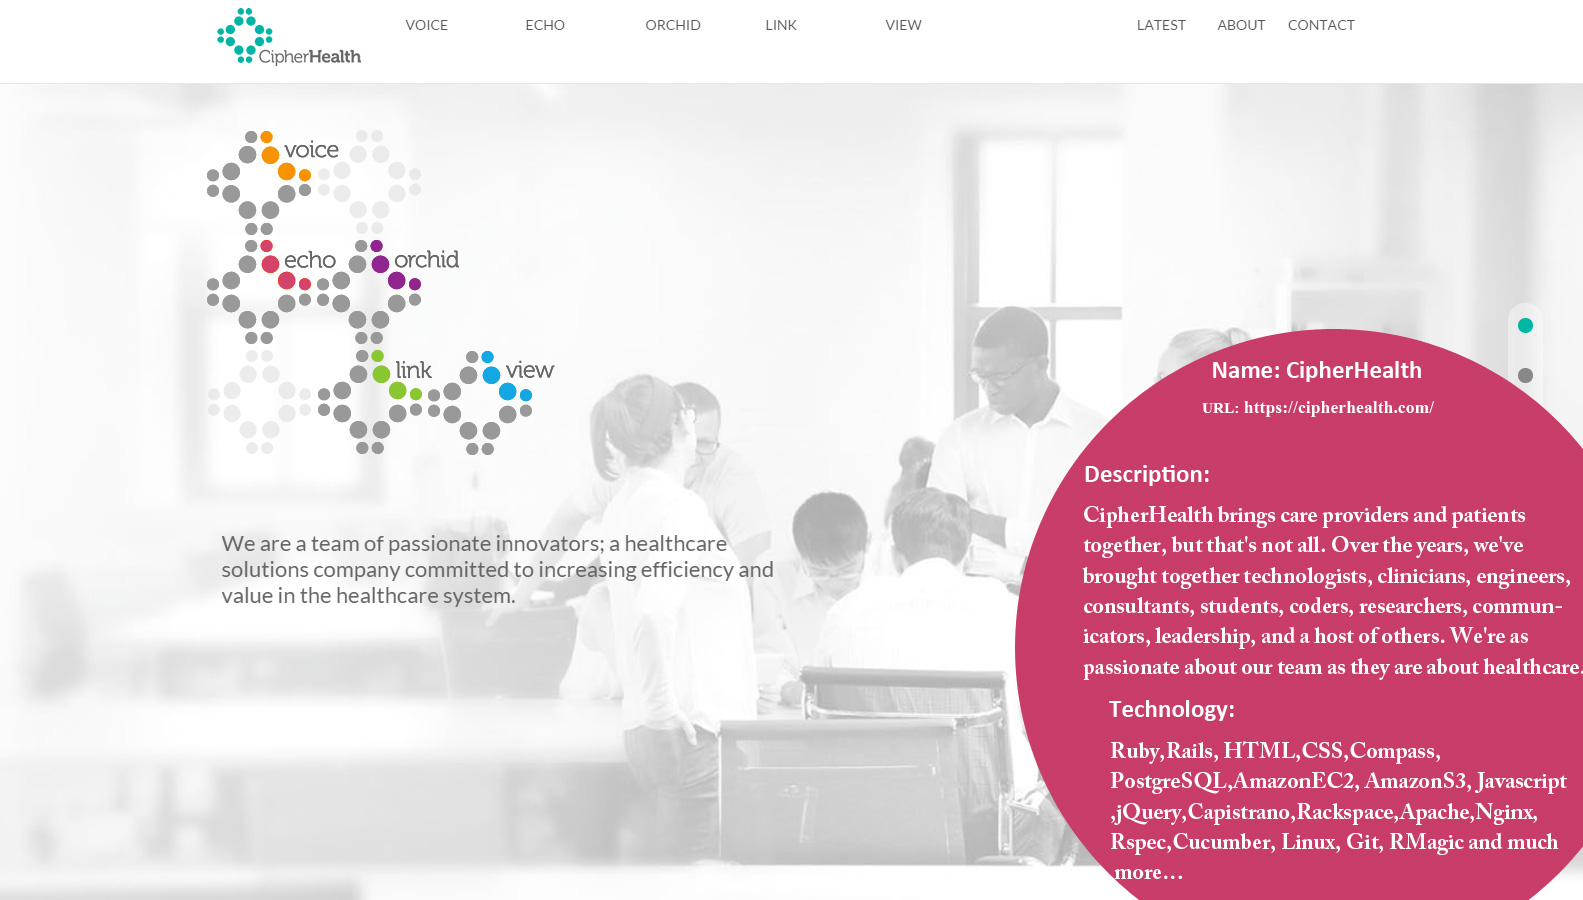 CipherHealth
VOICE
ECHO
ORCHID
LINK
VIEW
LATEST
ABOUT
CONTACT
voice
echo
orchid
link
view
We are a team of passionate innovators; a healthcare
solutions company committed to increasing efficiency and
value in the healthcare system.
Name: CipherHealth
URL: https://cipherhealth.com/
Description:
CipherHealth brings care providers and patients
together, but that's not all. Over the years, we've
brought together technologists, clinicians, engineers,
consultants, students, coders, researchers, commun-
icators, leadership, and a host of others. We're as
passionate about our team as they are about healthcare.
Technology:
Ruby,Rails, HTML,CSS,Compass,
PostgreSQL,AmazonEC2, AmazonS3, Javascript
,jQuery,Capistrano,Rackspace,Apache,Nginx,
Rspec,Cucumber, Linux, Git, RMagic and much
more...